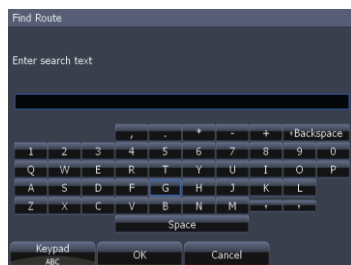 Find Route
Enter search text
, . * - + ‹Backspace
1 2 3 4 5 6 7 8 9 0
Q W E R T Y U I O P
A S D F G H J K L
Z X C V B N M ‹ ›
Space
Keypad OK Cancel
ABC